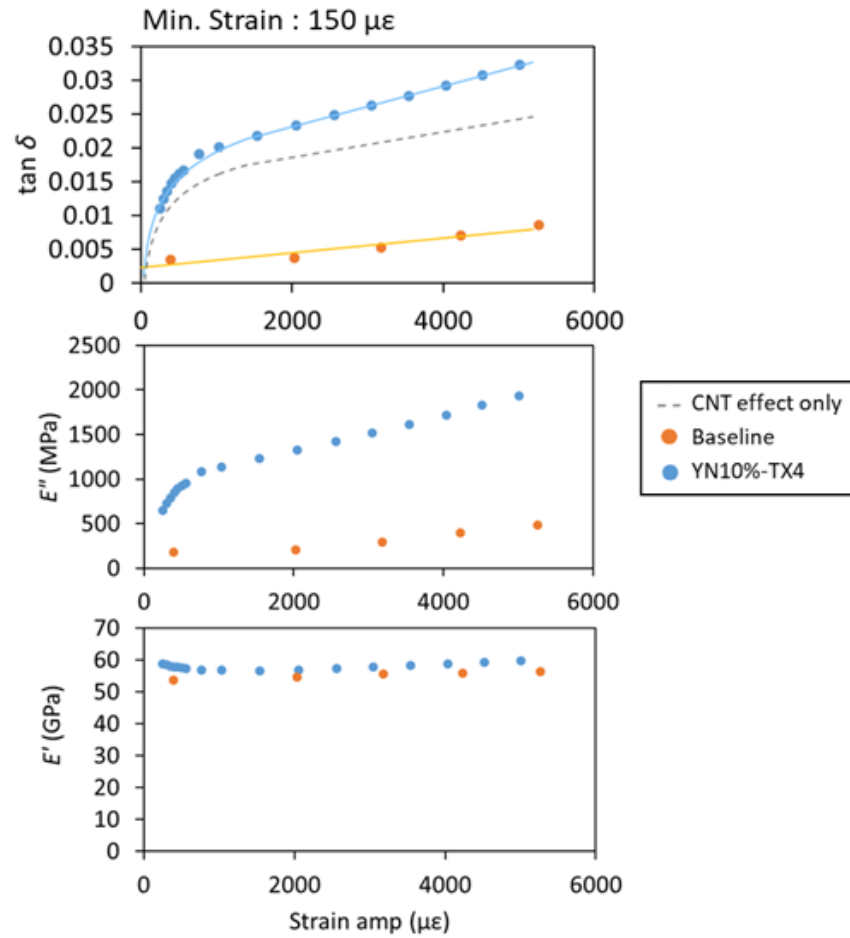 Min. Strain : 150 με
0.035
0.03
0.025
0.02
0.015
0.01
0.005
0
tan δ
0 2000 4000 6000
2500
2000
1500
1000
500
0
E" (MPa)
0 2000 4000 6000
CNT effect only
Baseline
YN10%-TX4
70
60
50
40
30
20
10
0
E' (GPa)
0 2000 4000 6000
Strain amp (με)